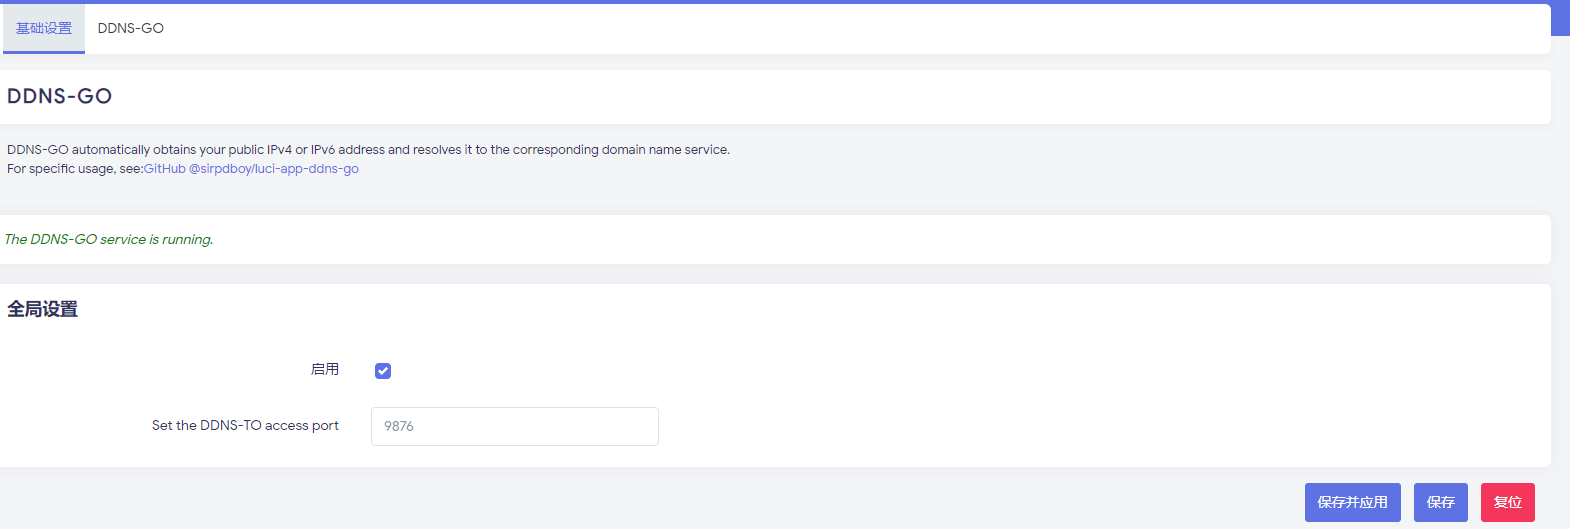 基础设置 DDNS-GO
DDNS-GO
DDNS-GO automatically obtains your public IPv4 or IPv6 address and resolves it to the corresponding domain name service.
For specific usage, see:GitHub @sirpdboy/luci-app-ddns-go
The DDNS-GO service is running.
全局设置
启用
Set the DDNS-TO access port 9876
保存并应用 保存 复位